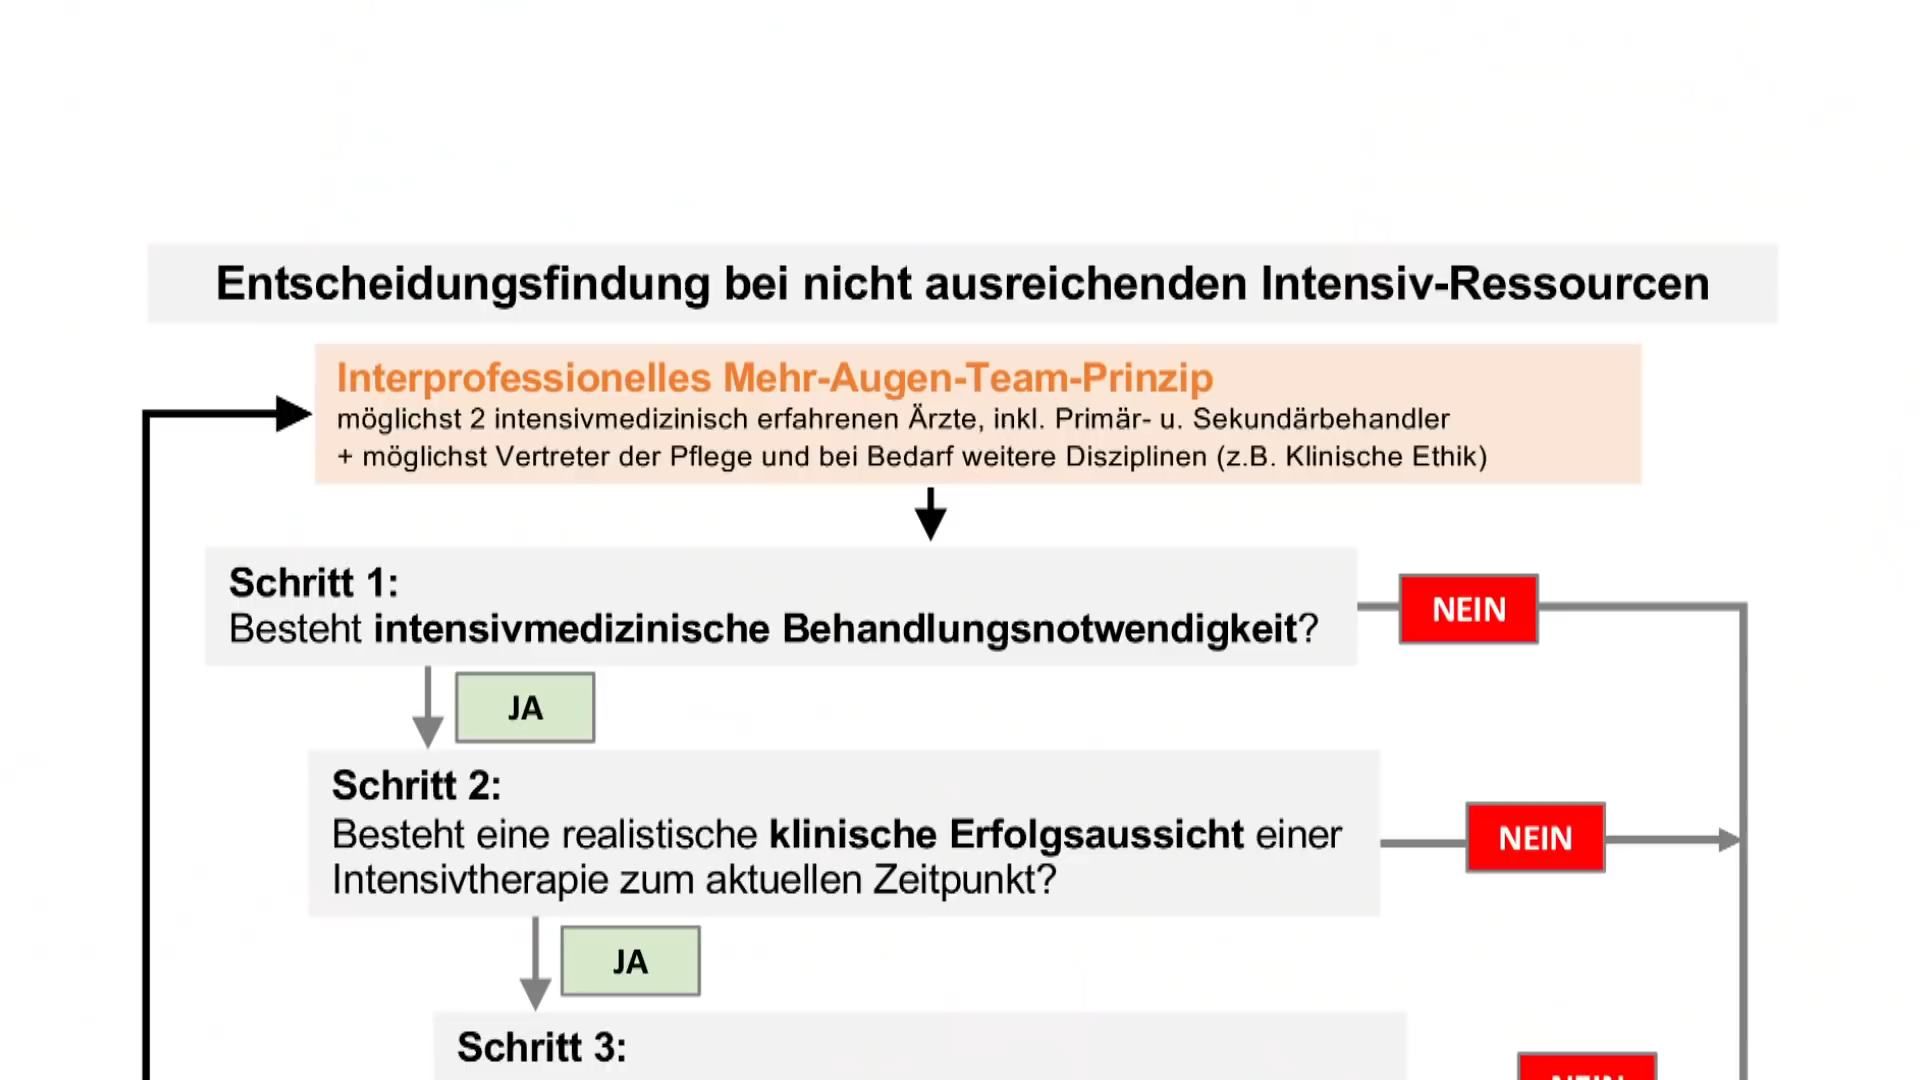 Entscheidungsfindung bei nicht ausreichenden Intensiv-Ressourcen
Interprofessionelles Mehr-Augen-Team-Prinzip
möglichst 2 intensivmedizinisch erfahrenen Ärzte, inkl. Primär- u. Sekundärbehandler
+ möglichst Vertreter der Pflege und bei Bedarf weitere Disziplinen (z.B. Klinische Ethik)
Schritt 1:
Besteht intensivmedizinische Behandlungsnotwendigkeit?
NEIN
JA
Schritt 2:
Besteht eine realistische klinische Erfolgsaussicht einer
Intensivtherapie zum aktuellen Zeitpunkt?
NEIN
JA
Schritt 3: